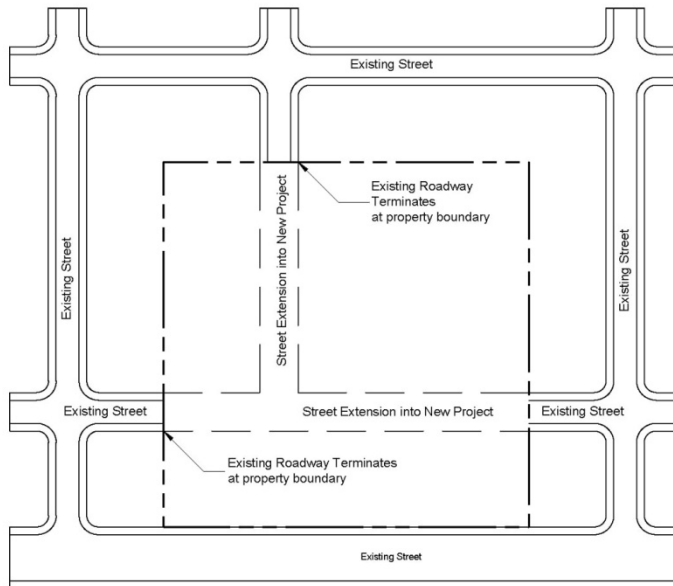 Existing Street
Existing Roadway
Terminates
at property boundary
Existing Street
Street Extension into New Project
Existing Street
Existing Street
Street Extension into New Project
Existing Street
Existing Roadway Terminates
at property boundary
Existing Street